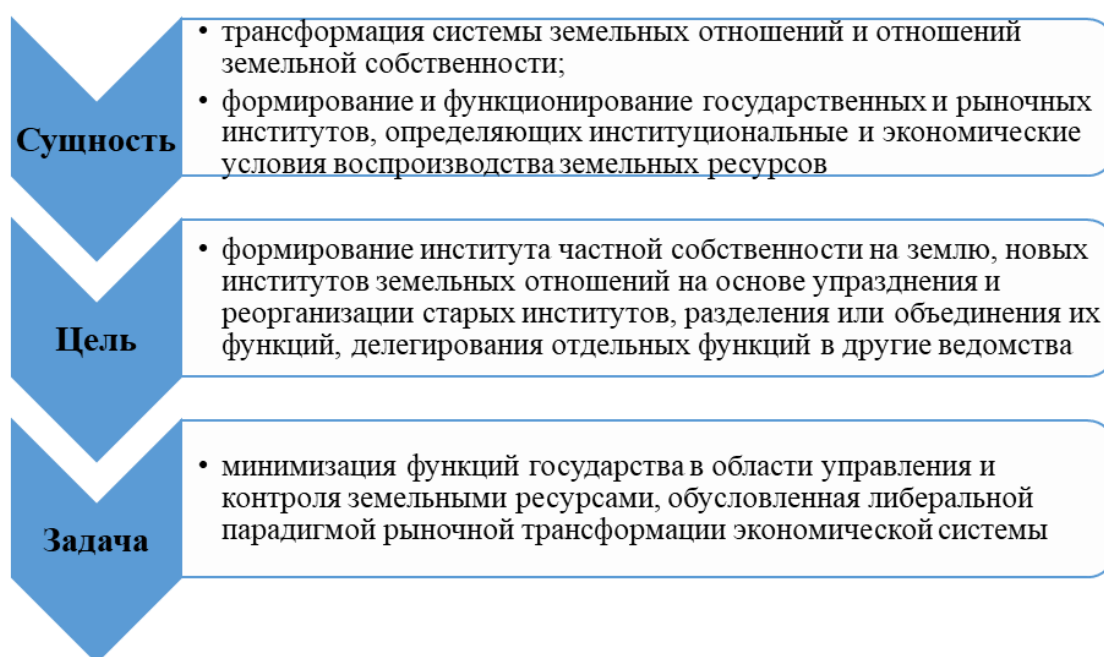 Сущность
• трансформация системы земельных отношений и отношений
земельной собственности;
• формирование и функционирование государственных и рыночных
институтов, определяющих институциональные и экономические
условия воспроизводства земельных ресурсов
Цель
• формирование института частной собственности на землю, новых
институтов земельных отношений на основе упразднения и
реорганизации старых институтов, разделения или объединения их
функций, делегирования отдельных функций в другие ведомства
Задача
• минимизация функций государства в области управления и
контроля земельными ресурсами, обусловленная либеральной
парадигмой рыночной трансформации экономической системы